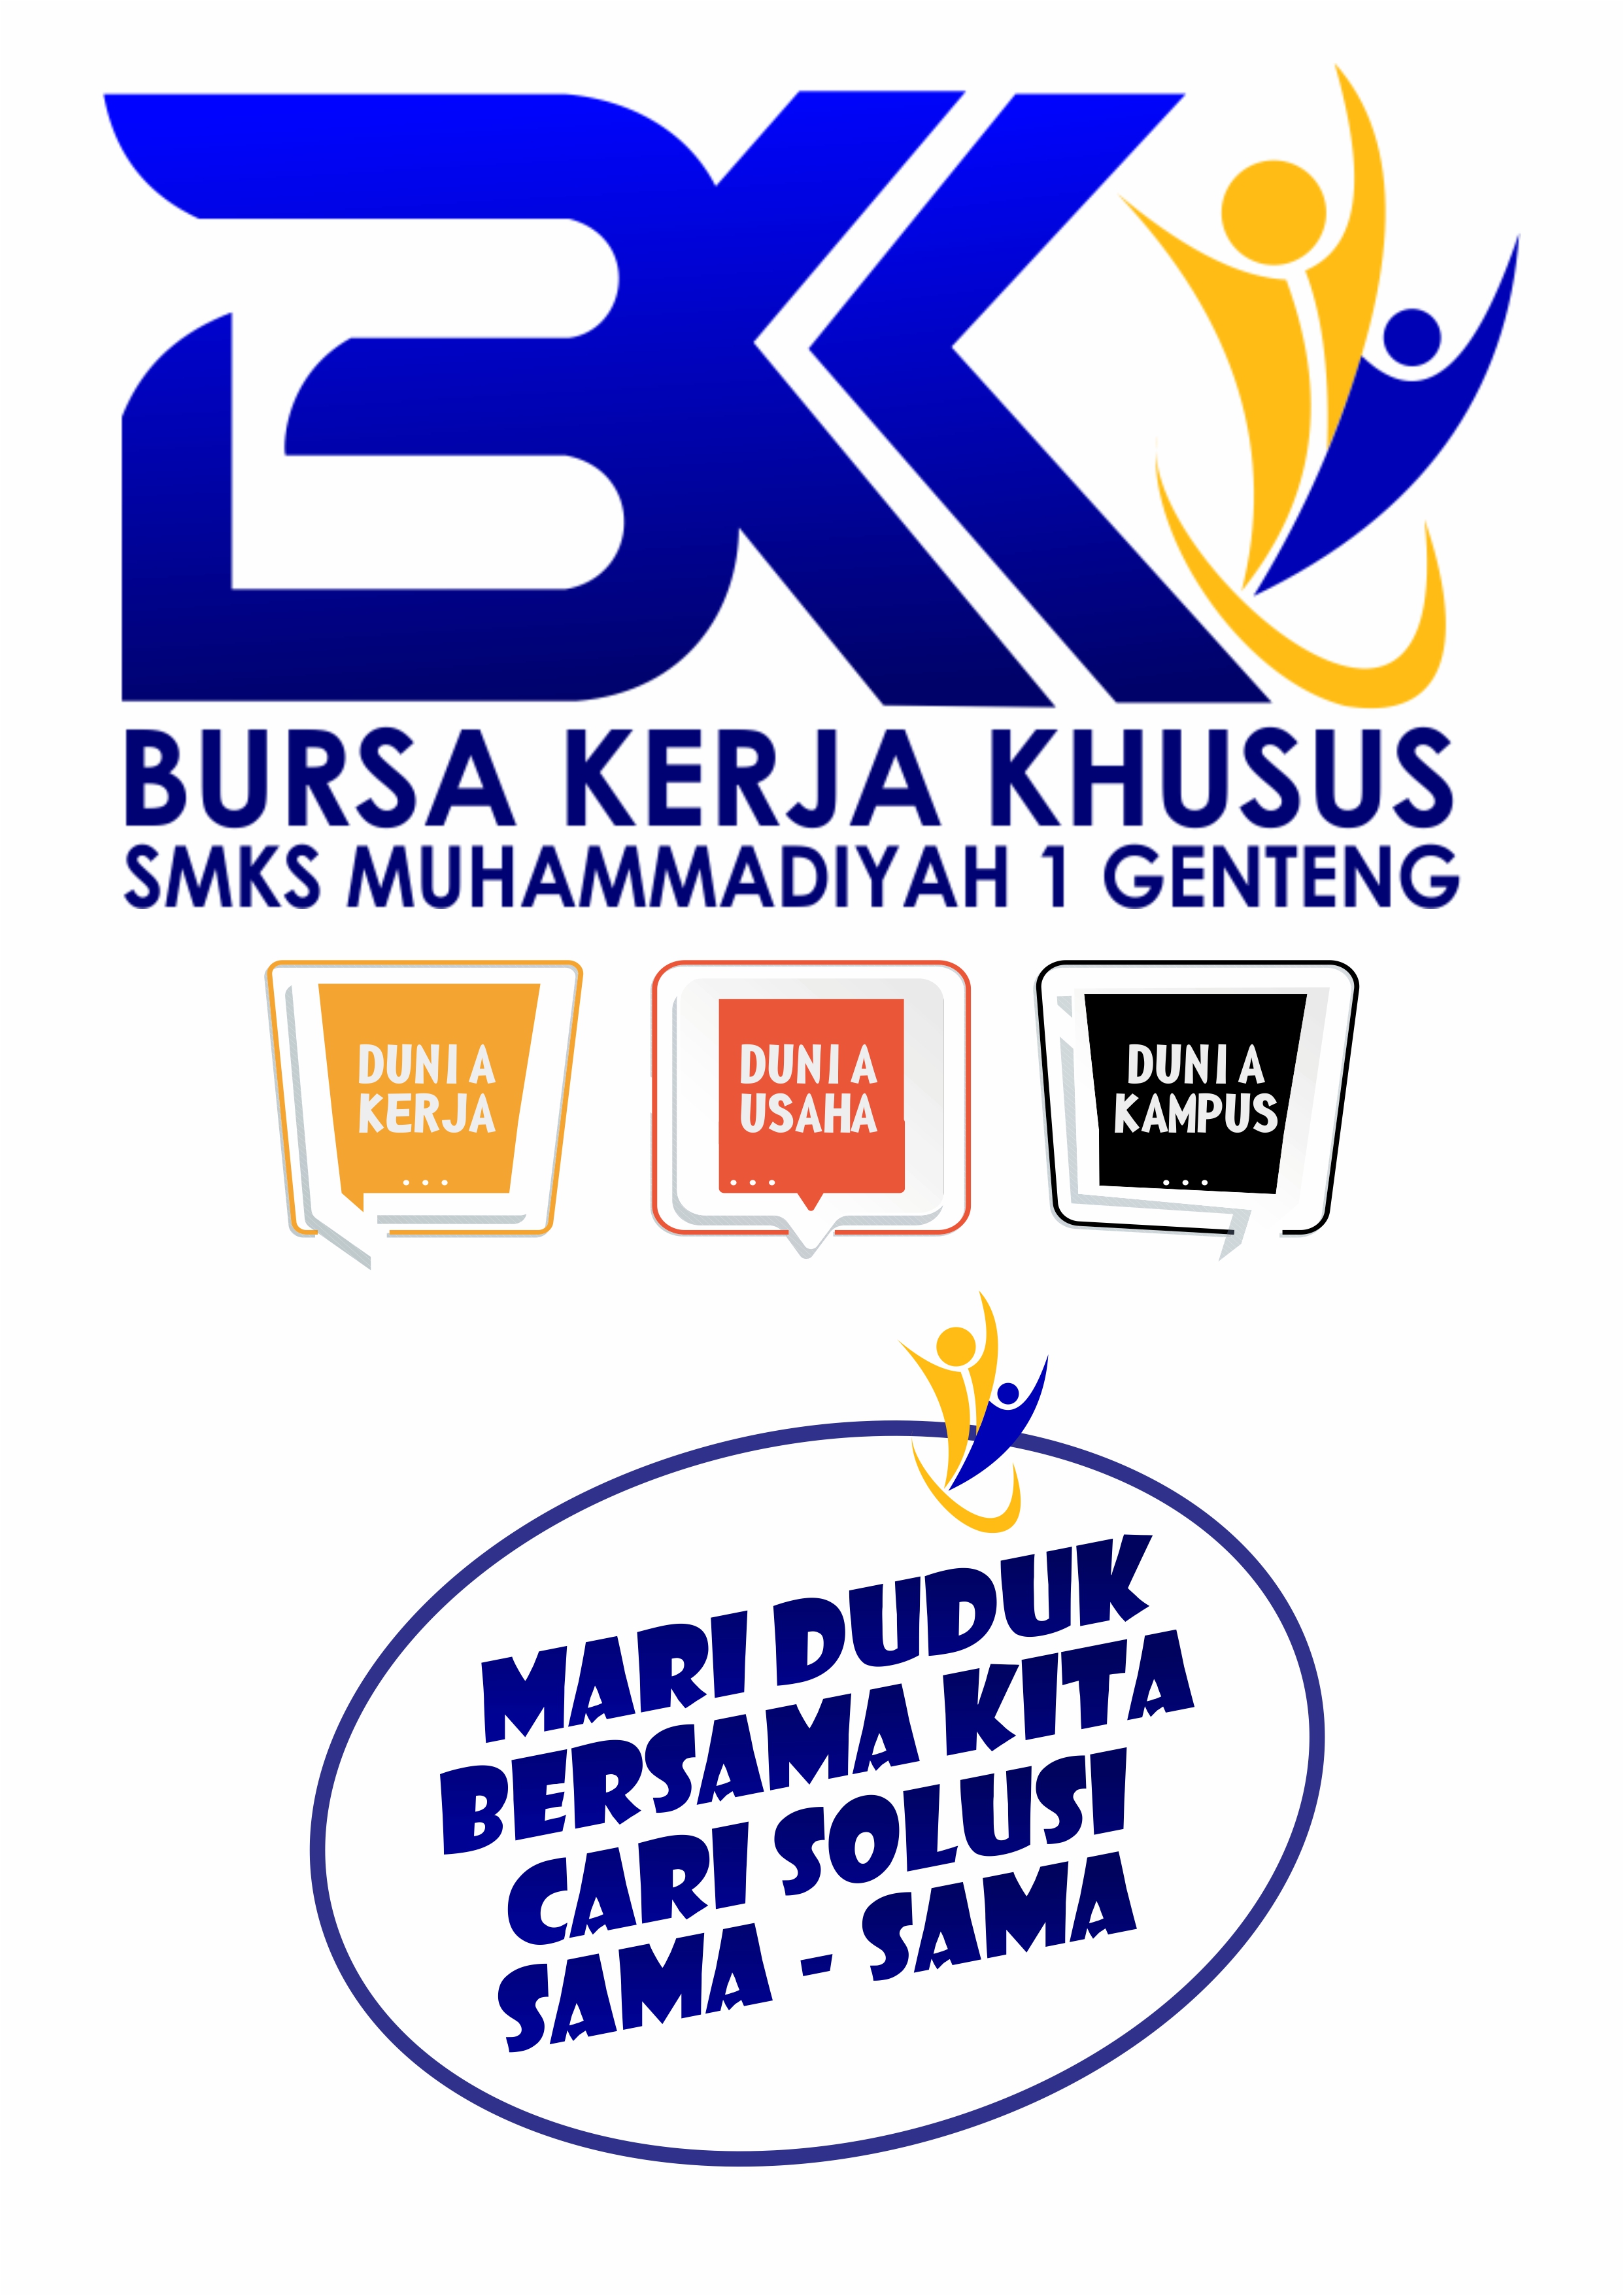 BKK
BURSA KERJA KHUSUS
SMKS MUHAMMADIYAH 1 GENTENG
DUNIA
KERJA
...
DUNIA
USAHA
...
DUNIA
KAMPUS
...
MARI DUDUK
BERSAMA KITA
CARI SOLUSI
SAMA - SAMA